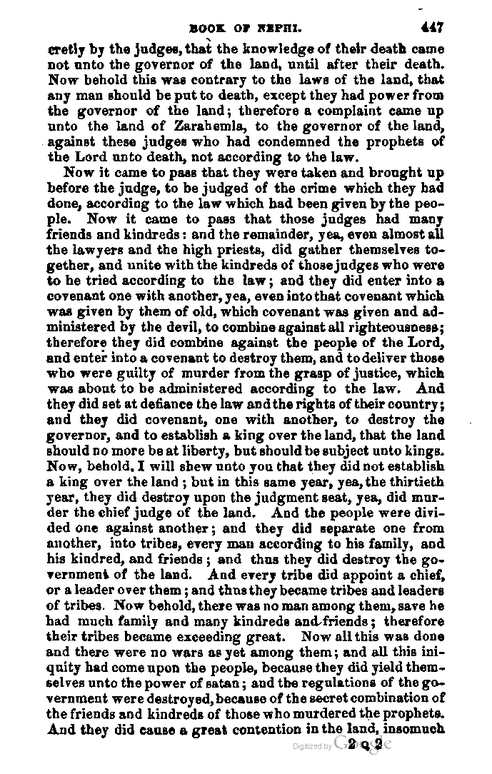 BOOK OF NEPHI. 447
cretly by the judges, that the knowledge of their death came
not unto the governor of the land, until after their death.
Now behold this was contrary to the laws of the land, that
any man should be put to death, except they had power from
the governor of the land; therefore a complaint came up
unto the land of Zarahemla, to the governor of the land,
against these judges who had condemned the prophets of
the Lord unto death, not according to the law.
Now it came to pass that they were taken and brought up
before the judge, to be judged of the crime which they had
done, according to the law which had been given by the peo-
ple. Now it came to pass that those judges had many
friends and kindreds: and the remainder, yea, even almost all
the lawyers and the high priests, did gather themselves to-
gether, and unite with the kindreds of those judges who were
to be tried according to the law; and they did enter into a
covenant one with another, yea, even into that covenant which
was given by them of old, which covenant was given and ad-
ministered by the devil, to combine against all righteousness;
therefore they did combine against the people of the Lord,
and enter into a covenant to destroy them, and to deliver those
who were guilty of murder from the grasp of justice, which
was about to be administered according to the law. And
they did set at defiance the law and the rights of their country;
and they did covenant, one with another, to destroy the
governor, and to establish a king over the land, that the land
should no more be at liberty, but should be subject unto kings.
Now, behold, I will shew unto you that they did not establish
a king over the land; but in this same year, yea, the thirtieth
year, they did destroy upon the judgment seat, yea, did mur-
der the chief judge of the land. And the people were divi-
ded one against another; and they did separate one from
another, into tribes, every man according to his family, and
his kindred, and friends; and thus they did destroy the go-
vernment of the land. And every tribe did appoint a chief,
or a leader over them; and thus they became tribes and leaders
of tribes. Now behold, there was no man among them, save he
had much family and many kindreds and friends; therefore
their tribes became exceeding great. Now all this was done
and there were no wars as yet among them; and all this ini-
quity had come upon the people, because they did yield them-
selves unto the power of satan; and the regulations of the go-
vernment were destroyed, because of the secret combination of
the friends and kindreds of those who murdered the prophets.
And they did cause a great contention in the land, insomuch
Digitized by Google 2 Q 2